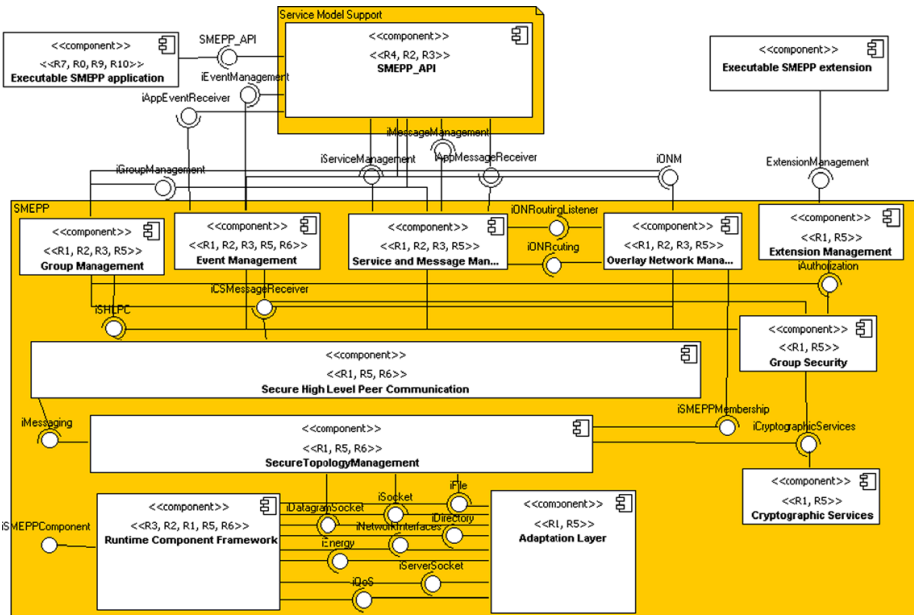 Service Model Support
<<component>>
<<R4, R2, R3>>
SMEPP_API
<<component>>
<<R7, R0, R9, R10>>
Executable SMEPP application
SMEPP_API
iEventManagement
iAppEventReceiver
<<component>>
Executable SMEPP extension
iMessageManagement
iServiceManagement
iAppMessageReceiver
iGroupManagement
iONM
ExtensionManagement
SMEPP
<<component>>
<<R1, R2, R3, R5>>
Group Management
<<component>>
<<R1, R2, R3, R5, R6>>
Event Management
<<component>>
<<R1, R2, R3, R5>>
Service and Message Man...
iONRoutingListener
iONRouting
<<component>>
<<R1, R2, R3, R5>>
Overlay Network Mana...
<<component>>
<<R1, R5>>
Extension Management
iAuthorization
iCSMessageReceiver
iSHLPC
<<component>>
<<R1, R5>>
Group Security
<<component>>
<<R1, R5, R6>>
Secure High Level Peer Communication
iMessaging
iSMEPPMembership
iCryptographicServices
<<component>>
<<R1, R5, R6>>
SecureTopologyManagement
<<component>>
<<R1, R5>>
Cryptographic Services
iSMEPPComponent
<<component>>
<<R3, R2, R1, R5, R6>>
Runtime Component Framework
iFile
iSocket
iDatagramSocket
iDirectory
iNetworkInterfaces
iEnergy
iServerSocket
iQoS
<<component>>
<<R1, R5>>
Adaptation Layer